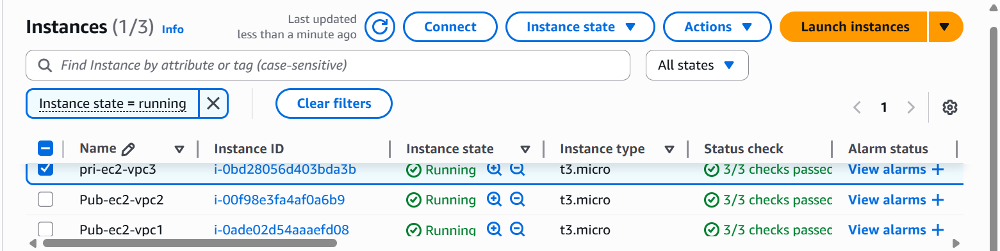 Instances (1/3) Info
Last updated
less than a minute ago
Connect
Instance state
Actions
Launch instances
Find Instance by attribute or tag (case-sensitive)
All states
Instance state = running
Clear filters
1
Name Instance ID Instance state Instance type Status check Alarm status
pri-ec2-vpc3 i-0bd28056d403bda3b Running t3.micro 3/3 checks passed View alarms +
Pub-ec2-vpc2 i-00f98e3fa4af0a6b9 Running t3.micro 3/3 checks passed View alarms +
Pub-ec2-vpc1 i-0ade02d54aaaefd08 Running t3.micro 3/3 checks passed View alarms +